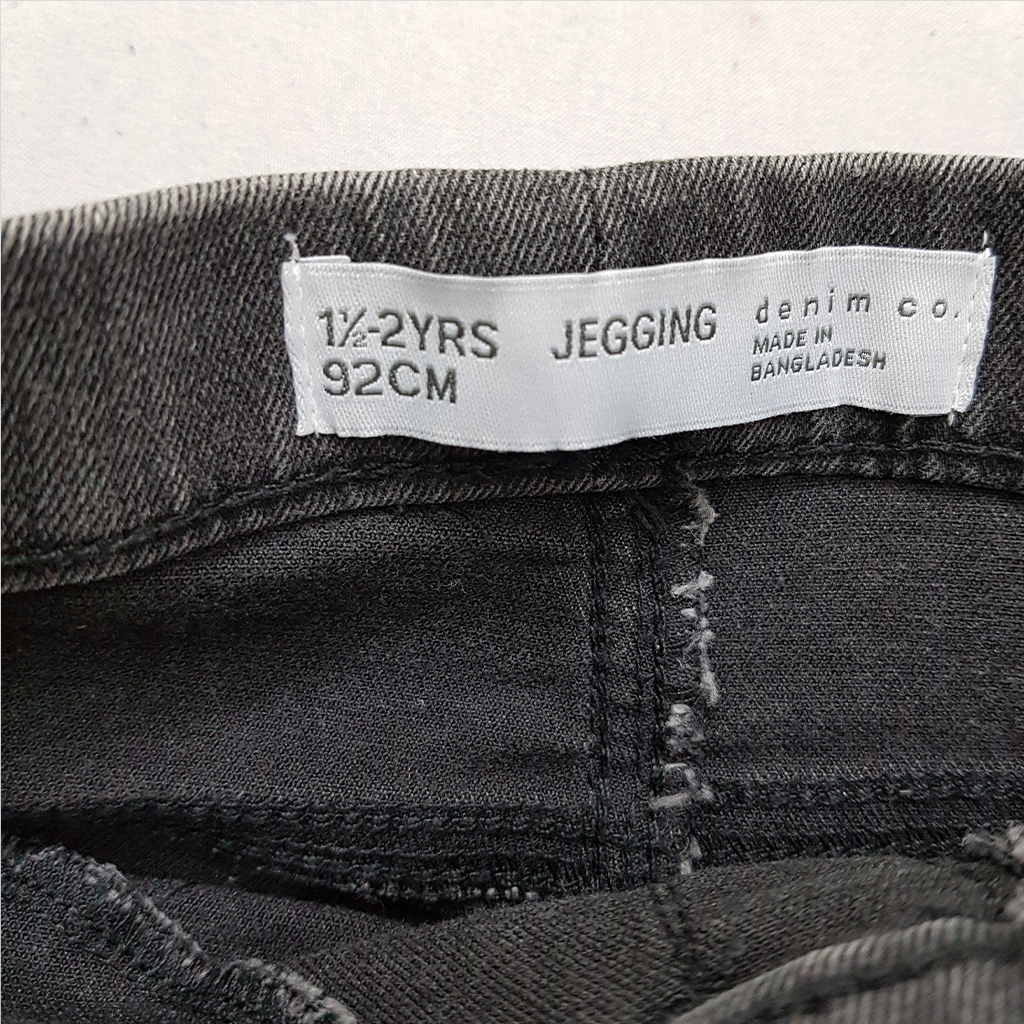 1½-2YRS
92CM
JEGGING
denim co.
MADE IN
BANGLADESH